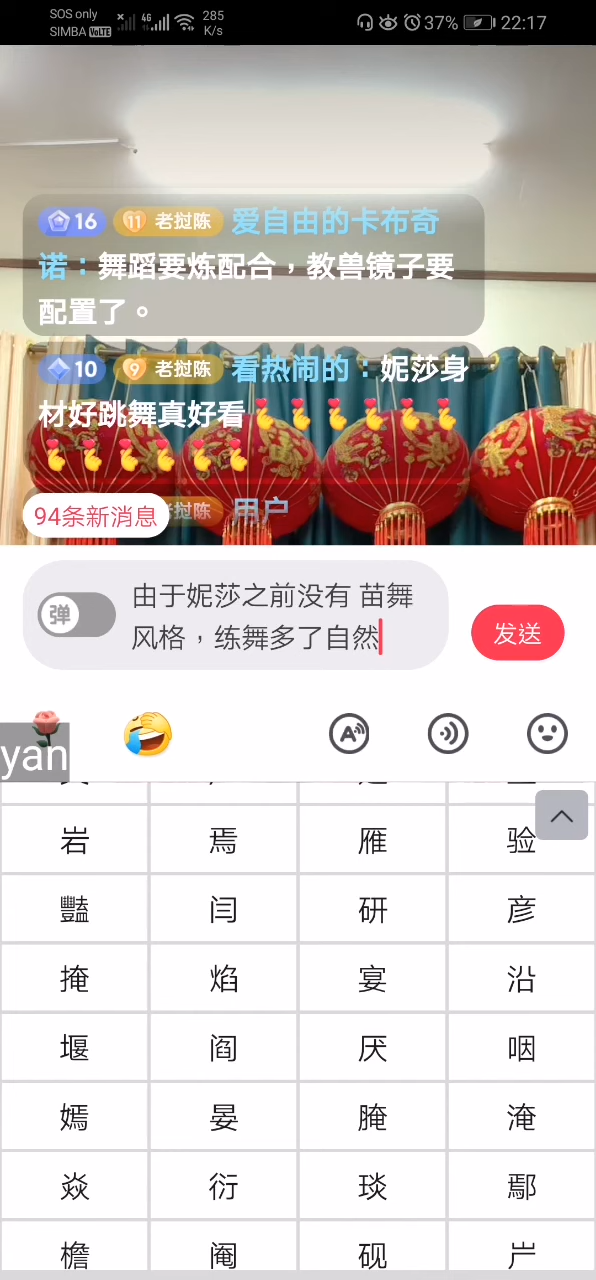 SOS only
SIMBA VoLTE
4G
285
K/s
37%
22:17
16 11 老挝陈 爱自由的卡布奇
诺：舞蹈要炼配合，教兽镜子要
配置了。
10 9 老挝陈 看热闹的：妮莎身
材好跳舞真好看
94条新消息 挝陈 用户
弹 由于妮莎之前没有 苗舞
风格，练舞多了自然
发送
yan
A
岩 焉 雁 验
豔 闫 研 彦
掩 焰 宴 沿
堰 阎 厌 咽
嫣 晏 腌 淹
焱 衍 琰 鄢
檐 阉 砚 屵